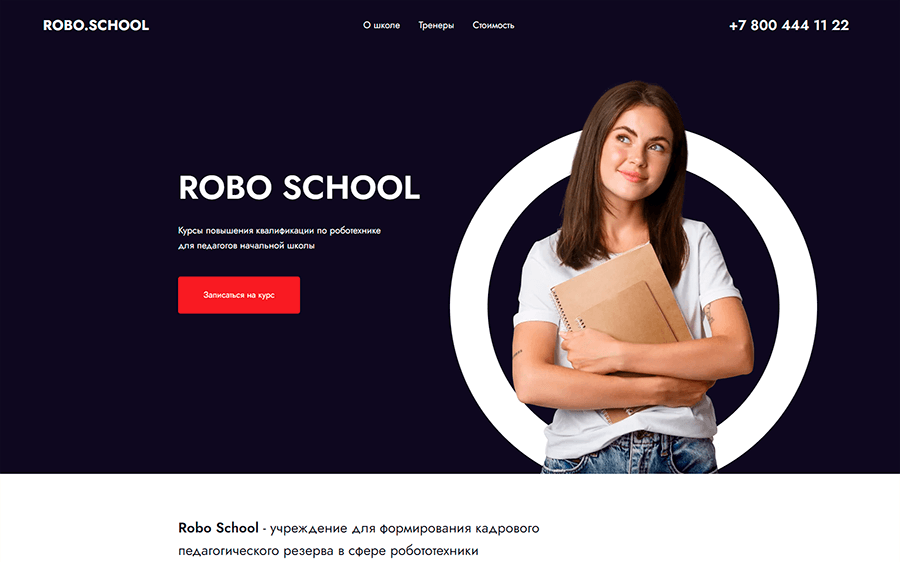 ROBO.SCHOOL
О школе
Тренеры
Стоимость
+7 800 444 11 22
ROBO SCHOOL
Курсы повышения квалификации по роботехнике
для педагогов начальной школы
Записаться на курс
Robo School - учреждение для формирования кадрового
педагогического резерва в сфере робототехники